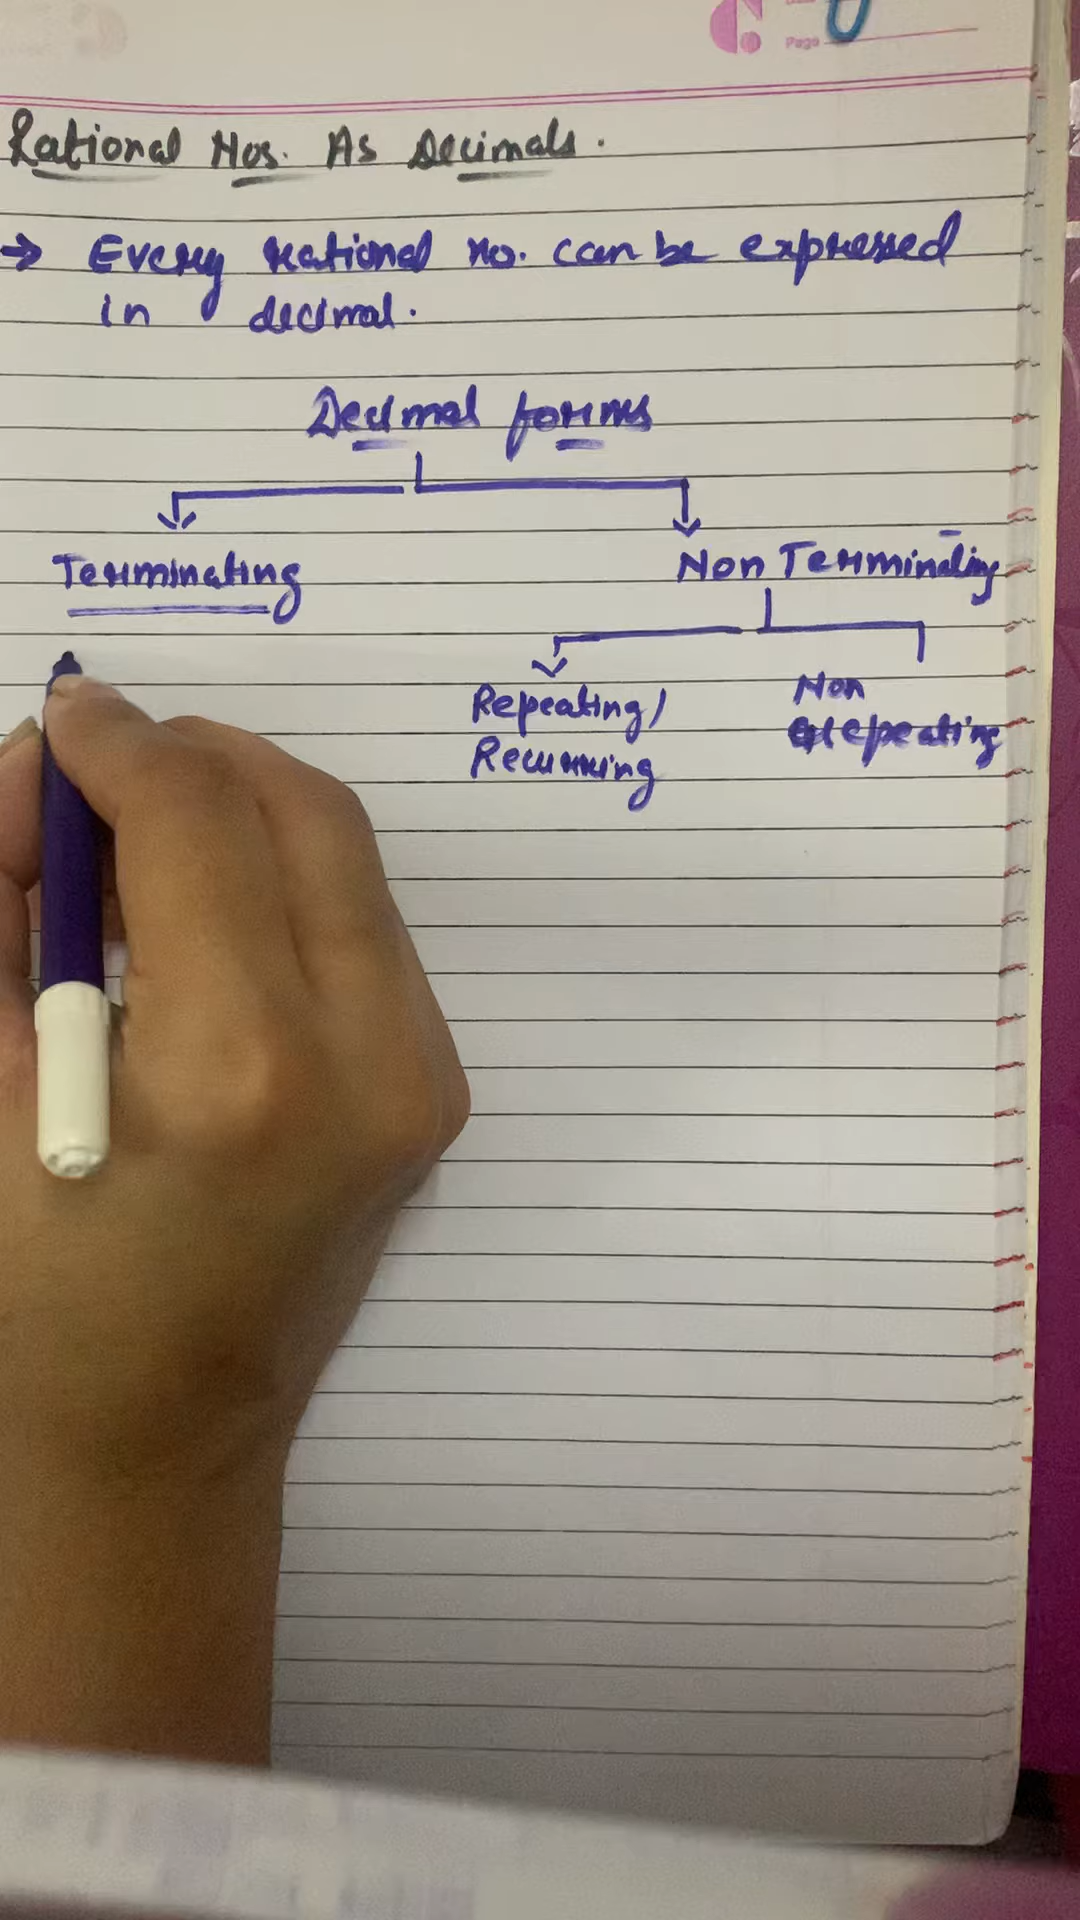 Page
Rational Nos. As Decimals.
→ Every rational no. can be expressed
in decimal.
Decimal forms
Terminating
Non Terminating
Repeating/
Recurring
Non
repeating